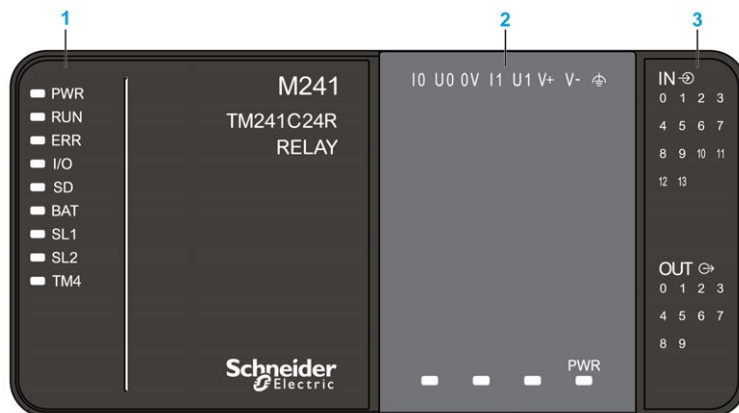 1
2
3
PWR
RUN
ERR
I/O
SD
BAT
SL1
SL2
TM4
M241
TM241C24R
RELAY
Schneider
Electric
I0 U0 0V I1 U1 V+ V-
PWR
IN
0 1 2 3
4 5 6 7
8 9 10 11
12 13
OUT
0 1 2 3
4 5 6 7
8 9